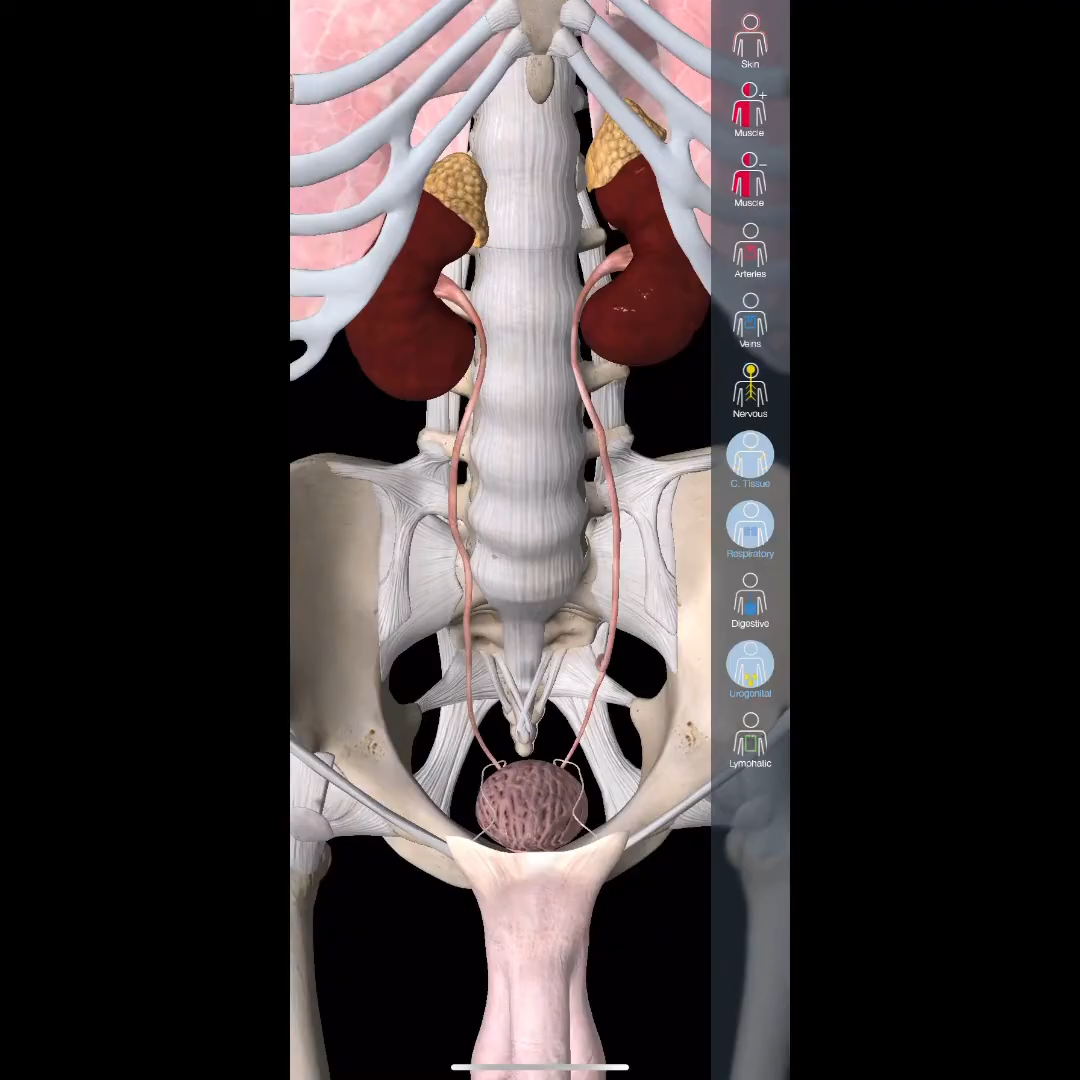 Skin
Muscle
Muscle
Arteries
Veins
Nervous
C. Tissue
Respiratory
Digestive
Urogenital
Lymphatic